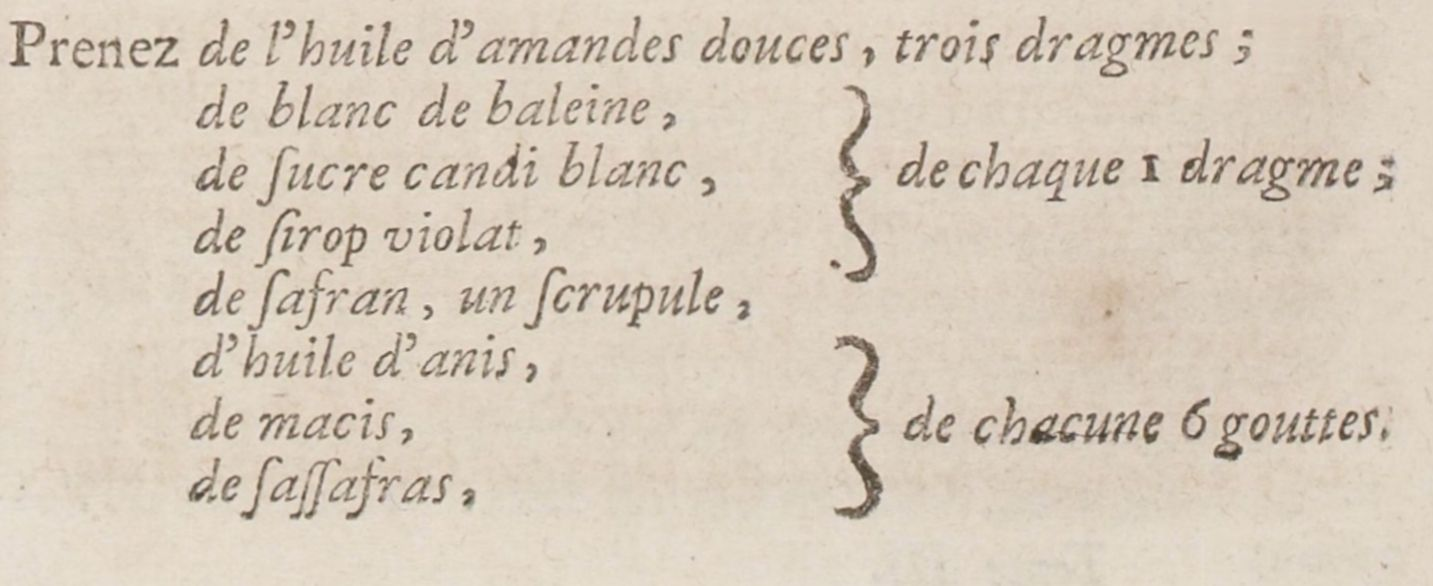 Prenez de l'huile d'amandes douces, trois dragmes;
de blanc de baleine,
de ſucre candi blanc,
de chaque 1 dragme;
de ſirop violat,
de ſafran, un ſcrupule,
d'huile d'anis,
de macis,
de chacune 6 gouttes.
de ſaſſafras,